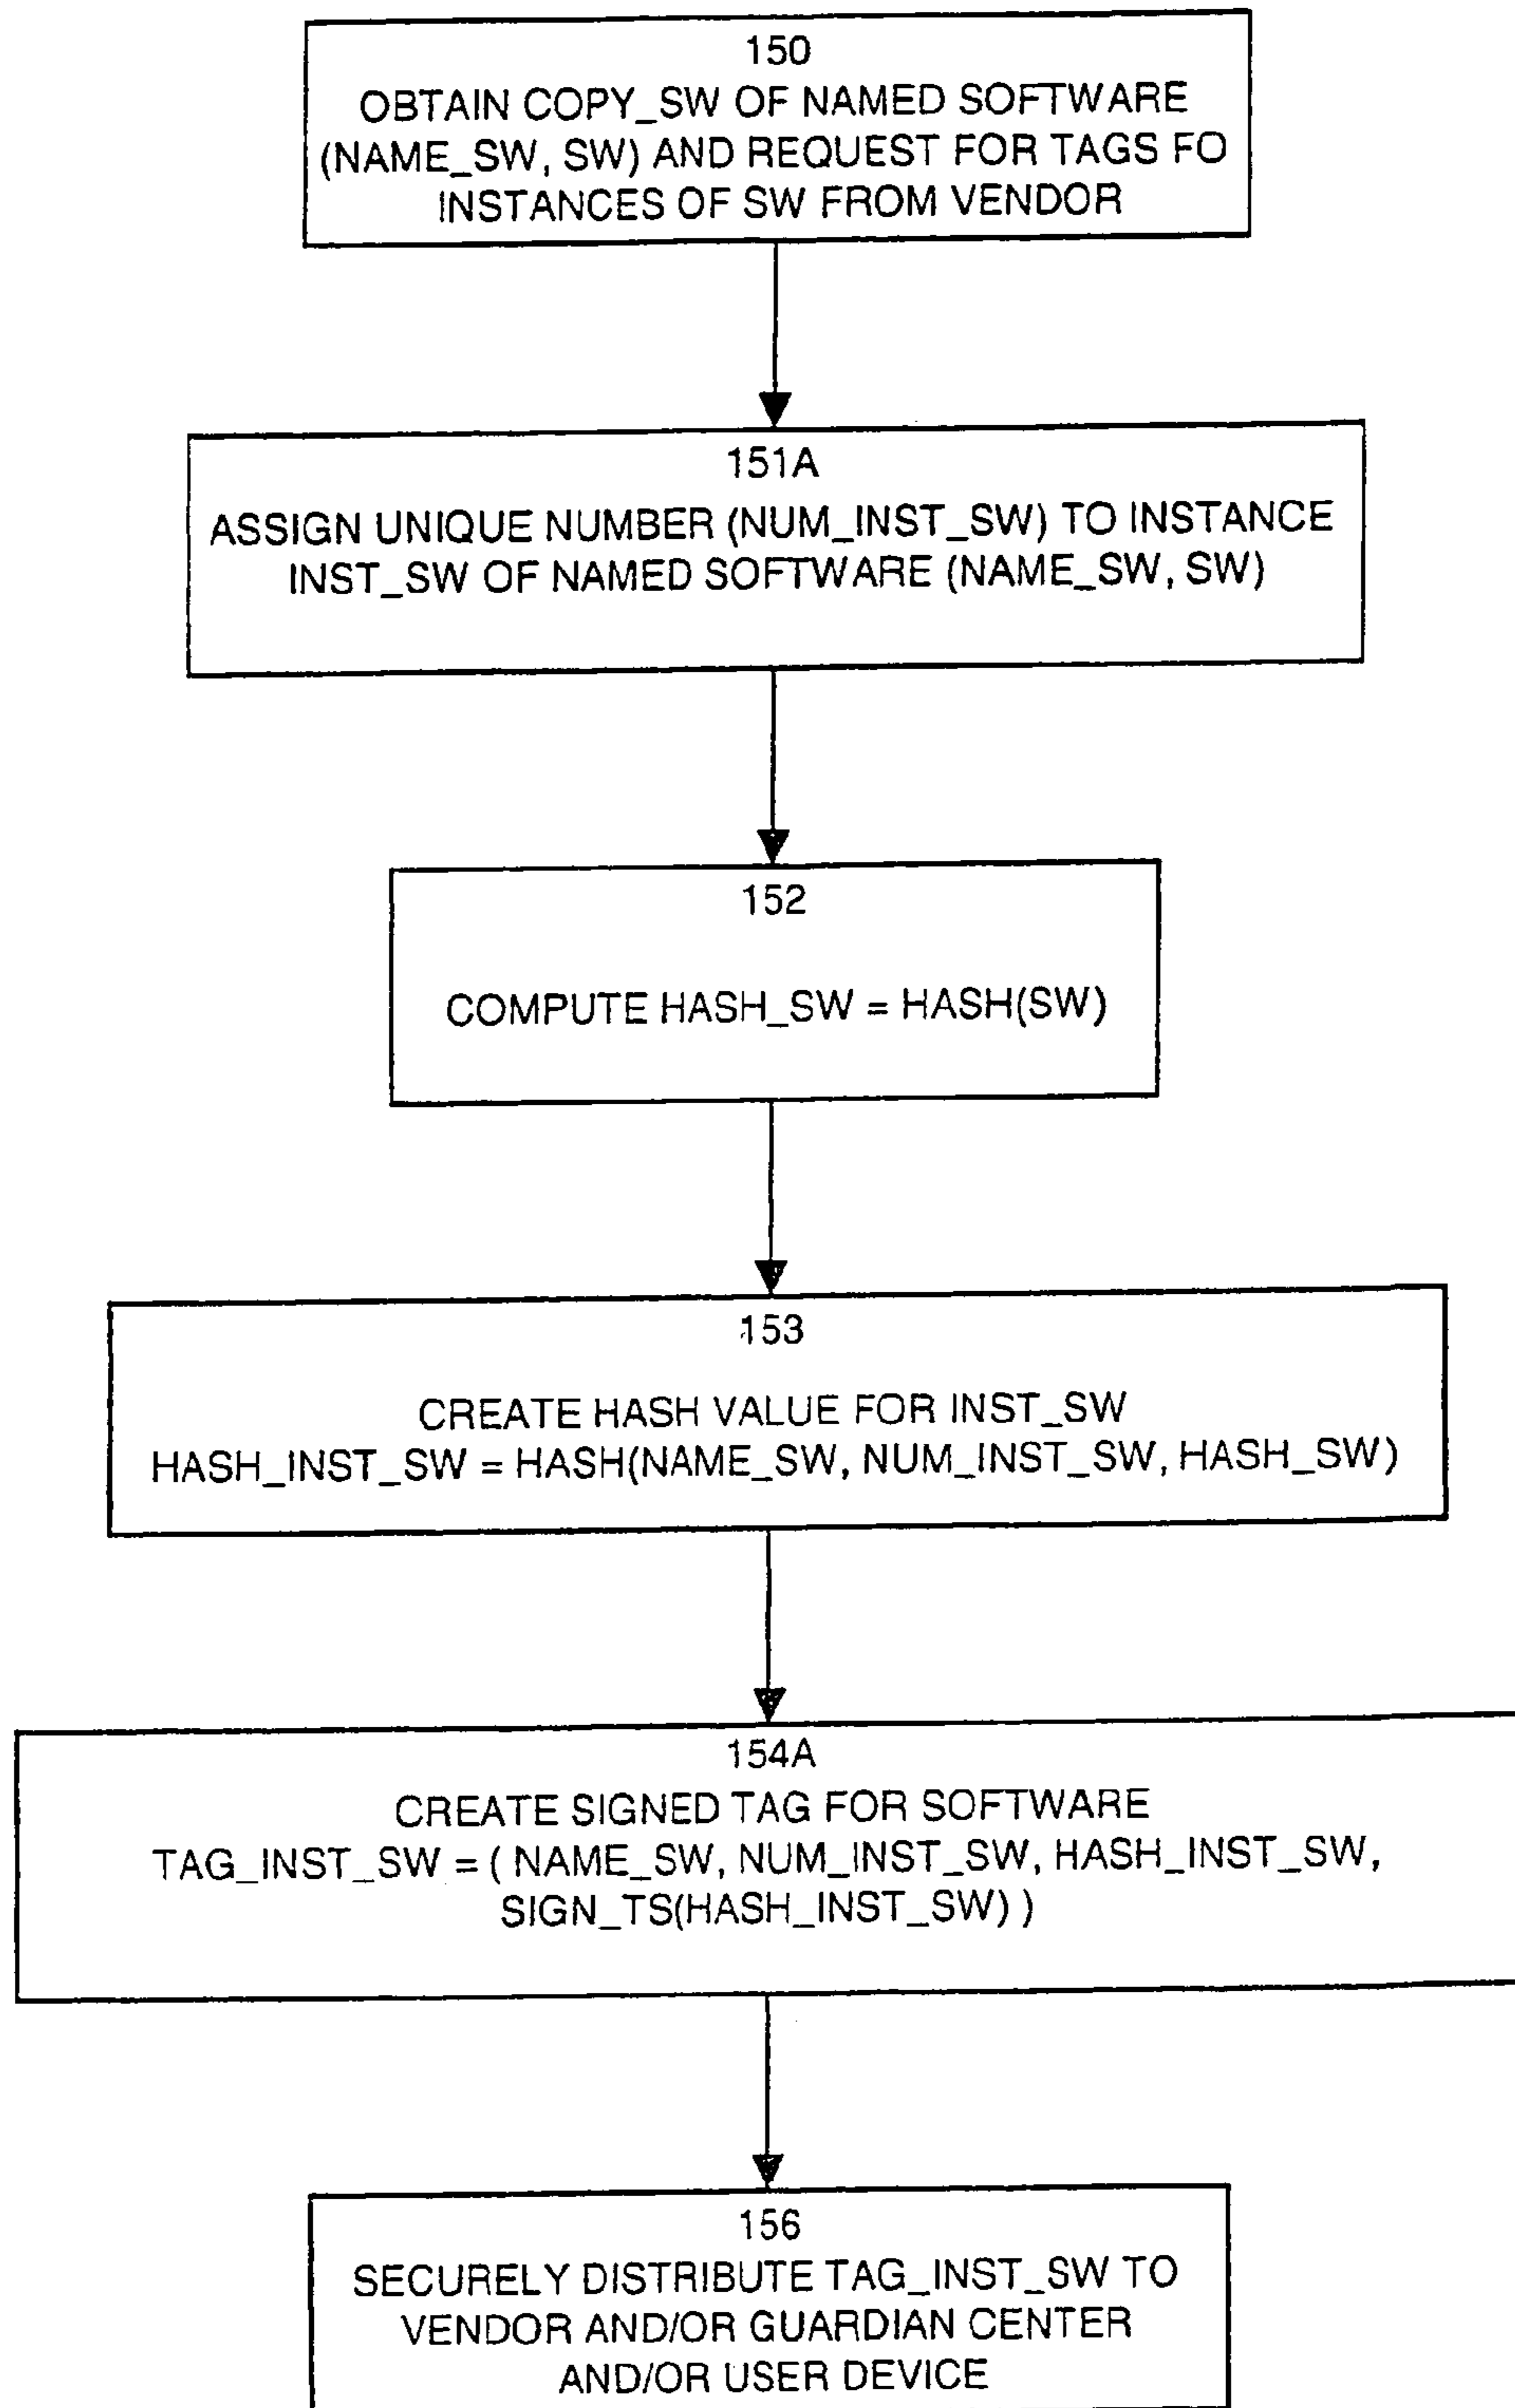 150
OBTAIN COPY_SW OF NAMED SOFTWARE
(NAME_SW, SW) AND REQUEST FOR TAGS FO
INSTANCES OF SW FROM VENDOR
151A
ASSIGN UNIQUE NUMBER (NUM_INST_SW) TO INSTANCE
INST_SW OF NAMED SOFTWARE (NAME_SW, SW)
152
COMPUTE HASH_SW = HASH(SW)
153
CREATE HASH VALUE FOR INST_SW
HASH_INST_SW = HASH(NAME_SW, NUM_INST_SW, HASH_SW)
154A
CREATE SIGNED TAG FOR SOFTWARE
TAG_INST_SW = ( NAME_SW, NUM_INST_SW, HASH_INST_SW,
SIGN_TS(HASH_INST_SW) )
156
SECURELY DISTRIBUTE TAG_INST_SW TO
VENDOR AND/OR GUARDIAN CENTER
AND/OR USER DEVICE